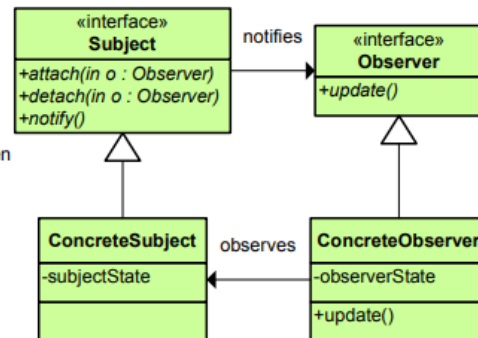 «interface»
Subject
+attach(in o : Observer)
+detach(in o : Observer)
+notify()
notifies
«interface»
Observer
+update()
ConcreteSubject
-subjectState
observes
ConcreteObserver
-observerState
+update()